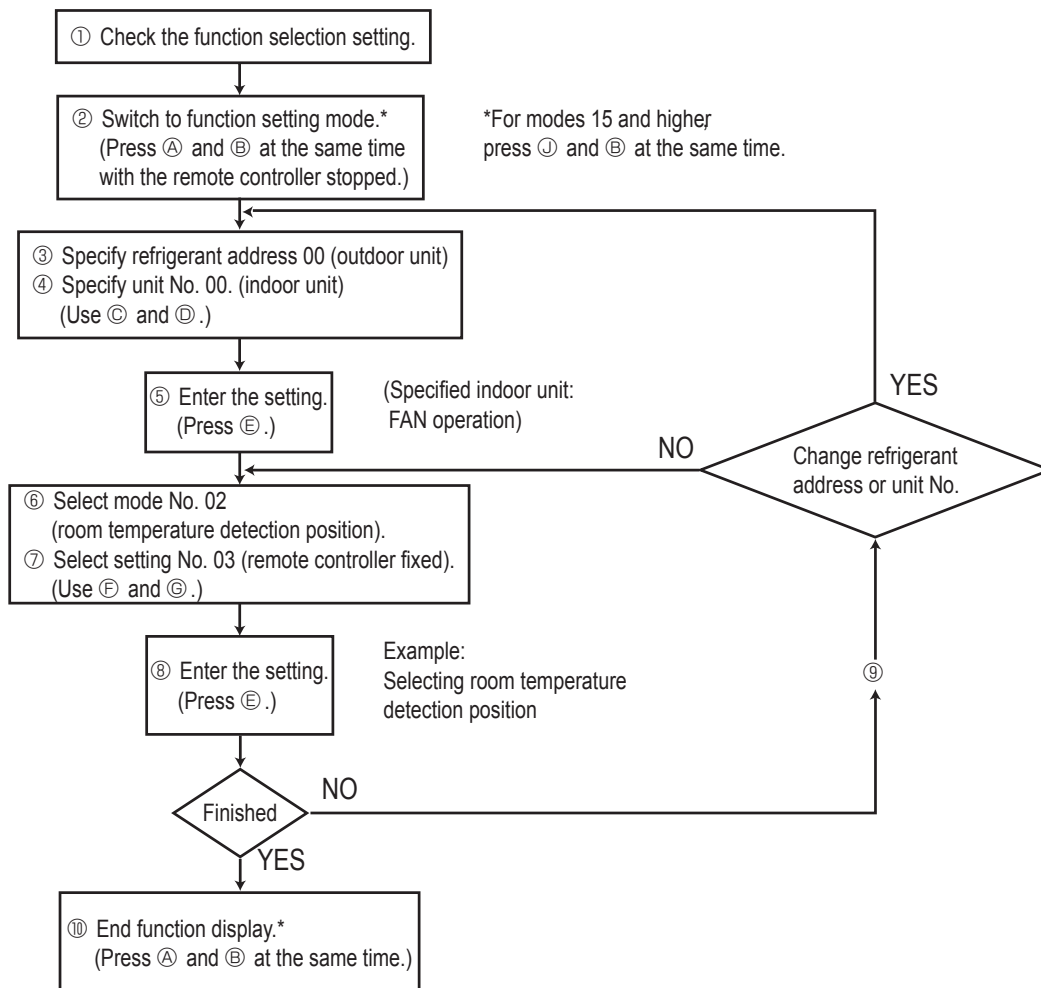 ① Check the function selection setting.
② Switch to function setting mode.*
(Press Ⓐ and Ⓑ at the same time
with the remote controller stopped.)
*For modes 15 and higher,
press Ⓙ and Ⓑ at the same time.
③ Specify refrigerant address 00 (outdoor unit)
④ Specify unit No. 00. (indoor unit)
(Use Ⓒ and Ⓓ.)
⑤ Enter the setting.
(Press Ⓔ.)
(Specified indoor unit:
FAN operation)
YES
NO
Change refrigerant
address or unit No.
⑥ Select mode No. 02
(room temperature detection position).
⑦ Select setting No. 03 (remote controller fixed).
(Use Ⓕ and Ⓖ.)
⑧ Enter the setting.
(Press Ⓔ.)
Example:
Selecting room temperature
detection position
⑨
Finished
NO
YES
⑩ End function display.*
(Press Ⓐ and Ⓑ at the same time.)